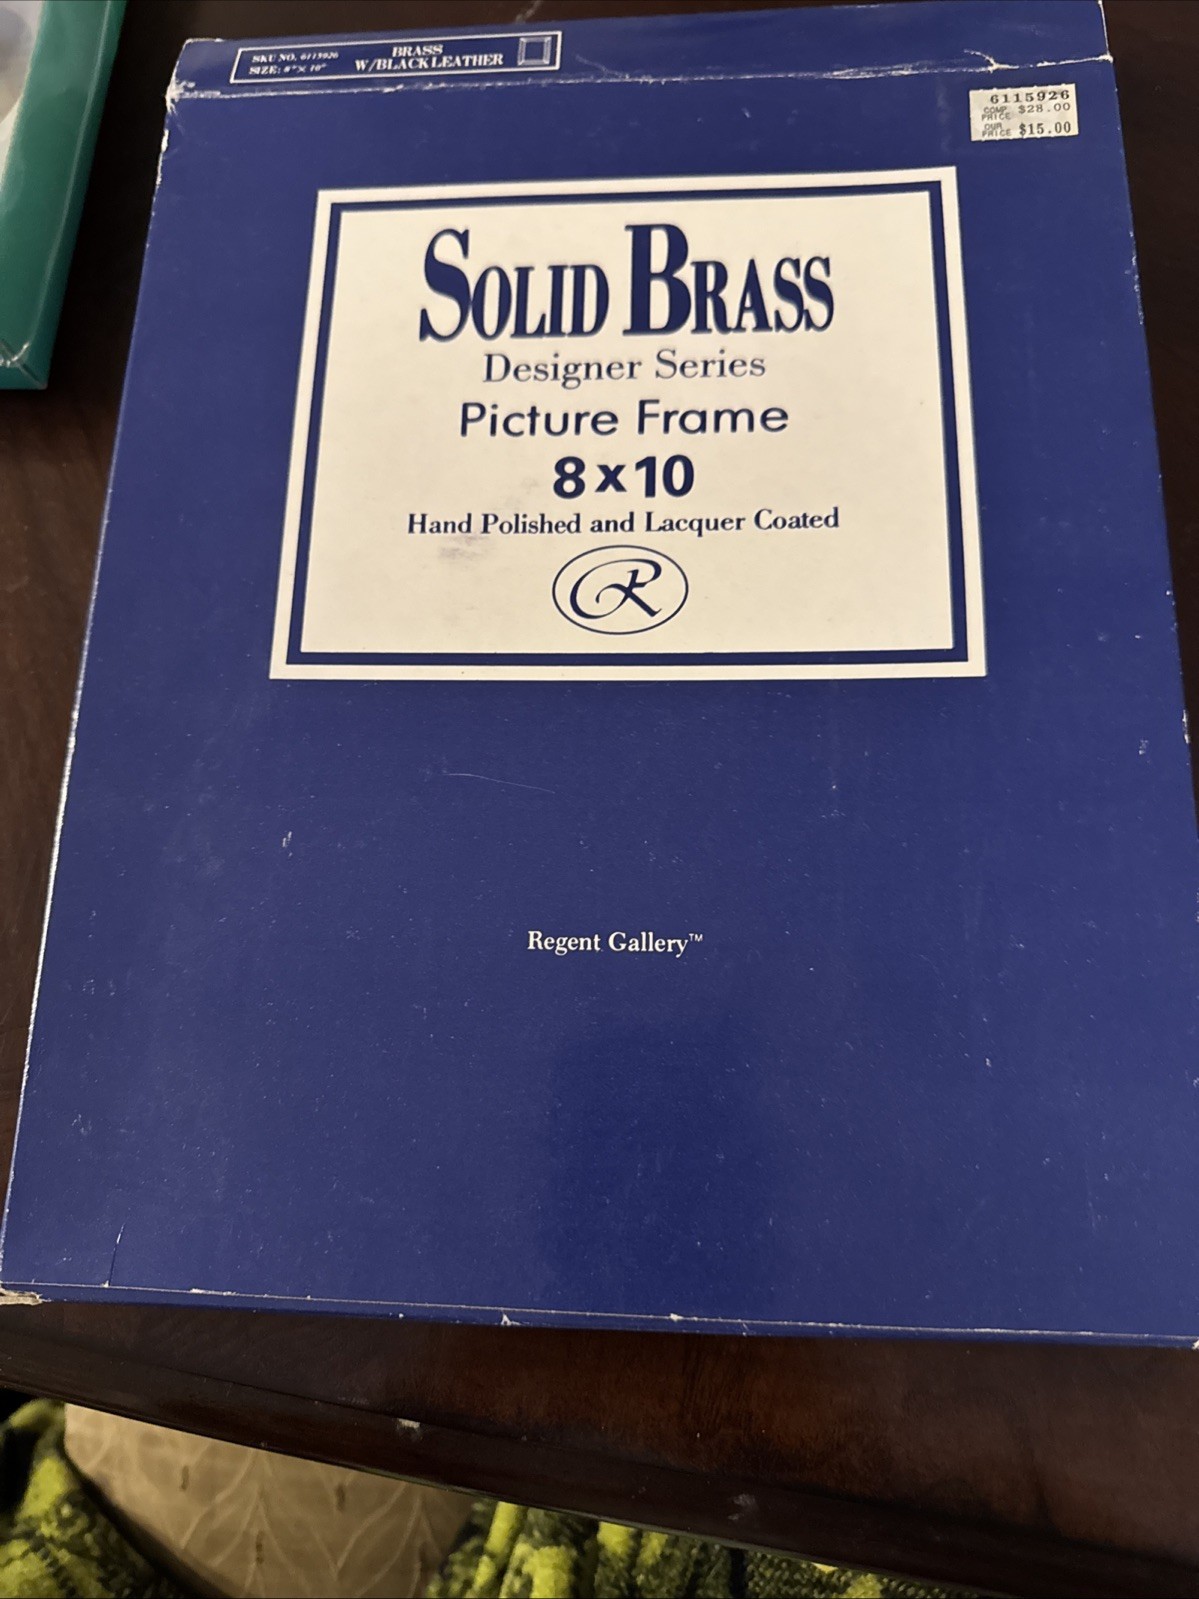 SKU NO. 6115926
SIZE: 8"X 10"
BRASS
W/BLACK LEATHER
6115926
COMP. PRICE $28.00
OUR PRICE $15.00
SOLID BRASS
Designer Series
Picture Frame
8x10
Hand Polished and Lacquer Coated
R
Regent Gallery™